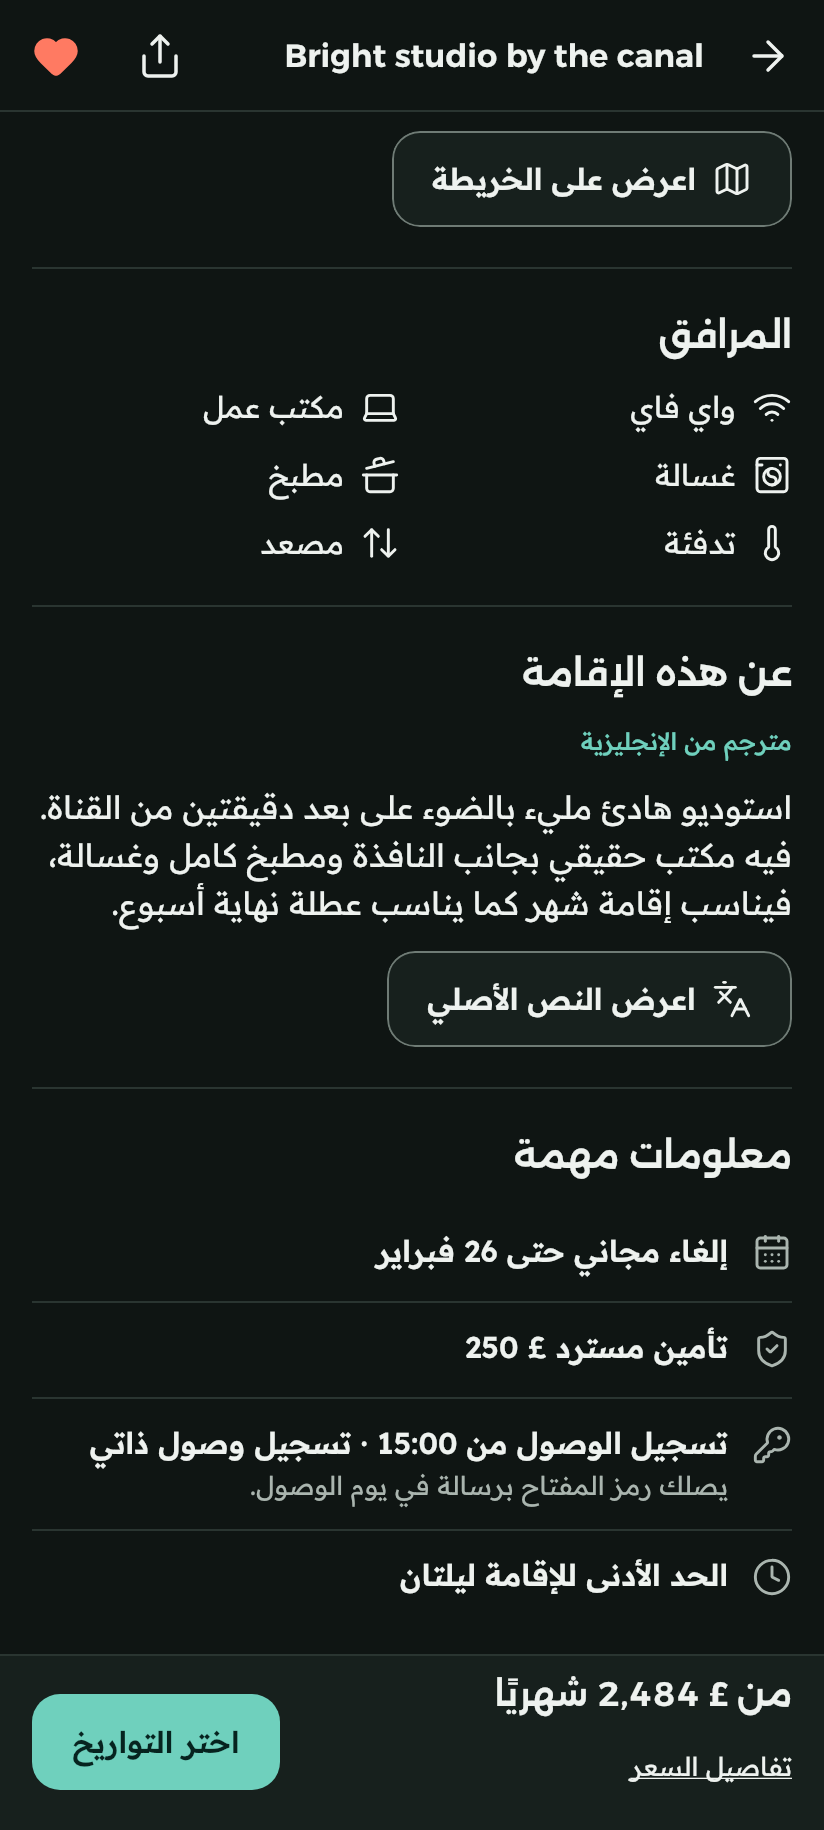 Bright studio by the canal
اعرض على الخريطة
المرافق
واي فاي
مكتب عمل
غسالة
مطبخ
تدفئة
مصعد
عن هذه الإقامة
مترجم من الإنجليزية
استوديو هادئ مليء بالضوء على بعد دقيقتين من القناة.
فيه مكتب حقيقي بجانب النافذة ومطبخ كامل وغسالة،
فيناسب إقامة شهر كما يناسب عطلة نهاية أسبوع.
اعرض النص الأصلي
معلومات مهمة
إلغاء مجاني حتى 26 فبراير
تأمين مسترد £ 250
تسجيل الوصول من 15:00 · تسجيل وصول ذاتي
يصلك رمز المفتاح برسالة في يوم الوصول.
الحد الأدنى للإقامة ليلتان
من £ 2,484 شهريًا
تفاصيل السعر
اختر التواريخ